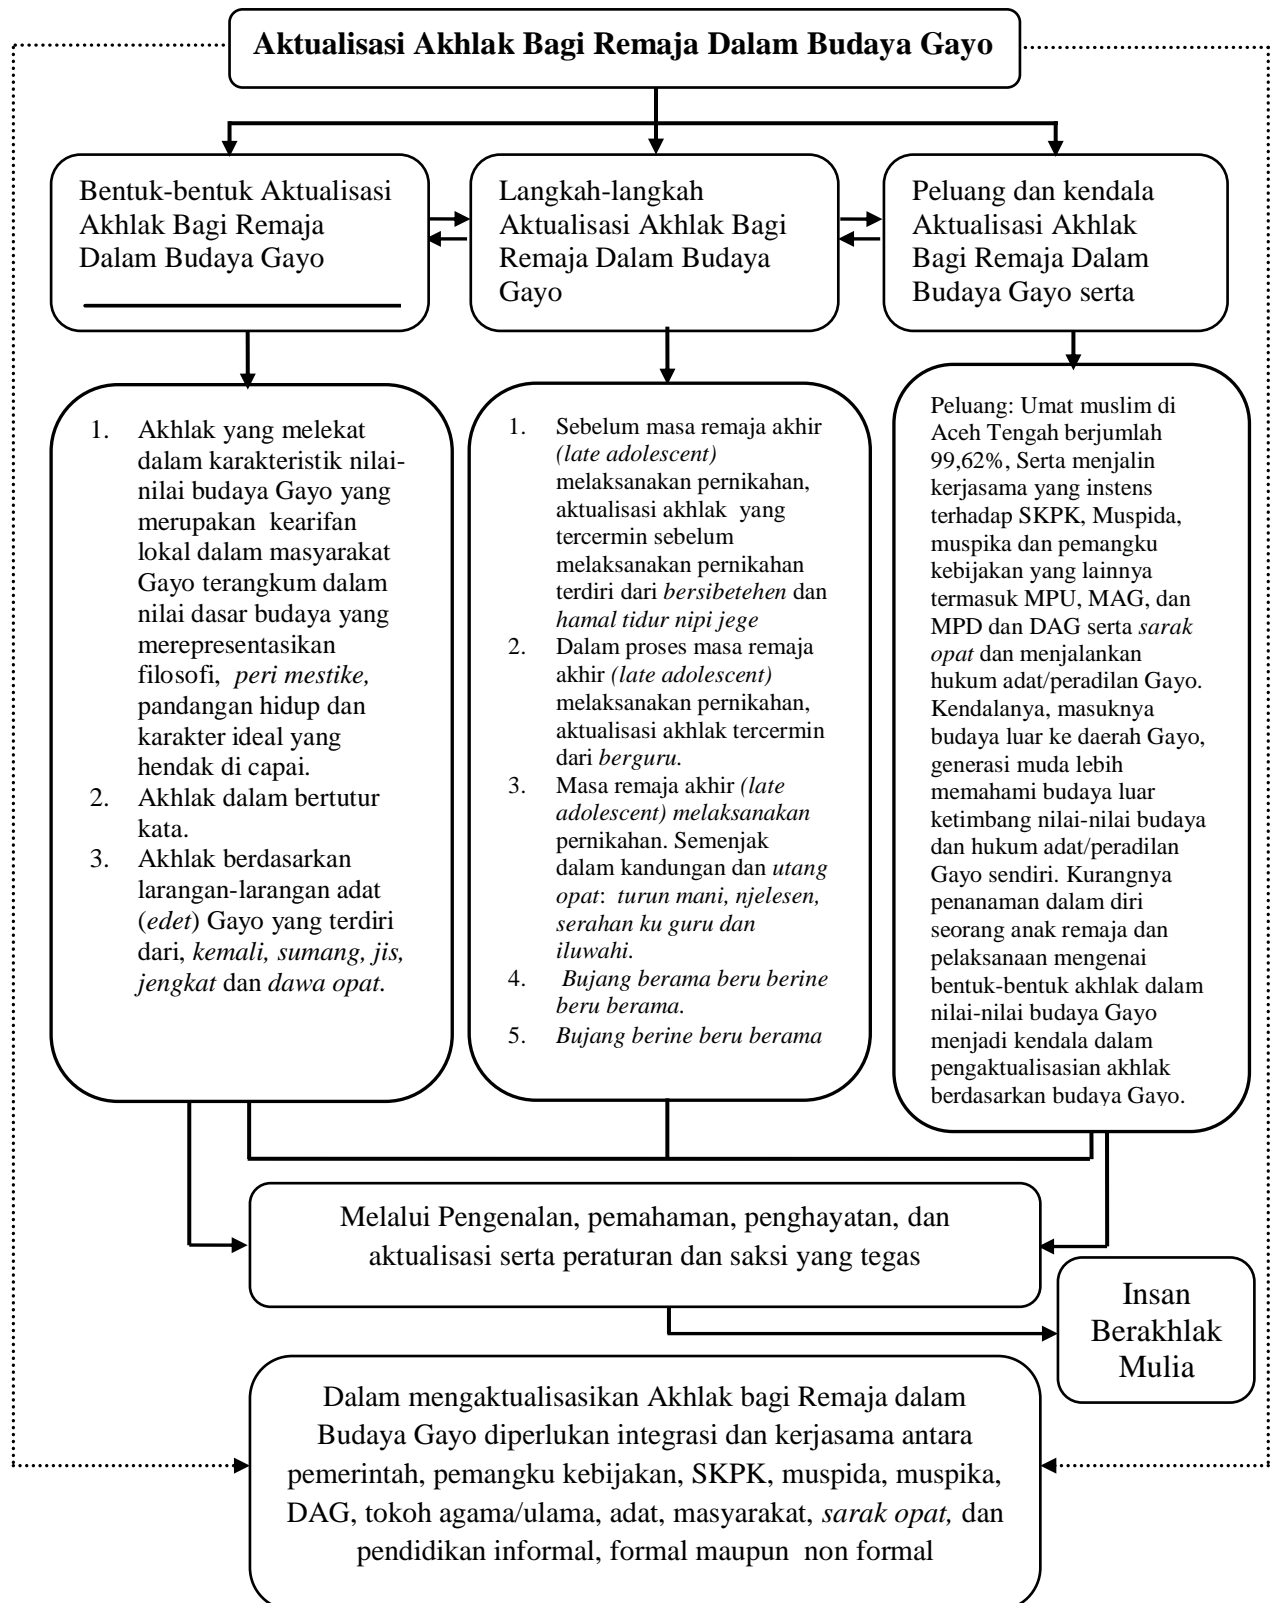 Aktualisasi Akhlak Bagi Remaja Dalam Budaya Gayo
Bentuk-bentuk Aktualisasi
Akhlak Bagi Remaja
Dalam Budaya Gayo
Langkah-langkah
Aktualisasi Akhlak Bagi
Remaja Dalam Budaya
Gayo
Peluang dan kendala
Aktualisasi Akhlak
Bagi Remaja Dalam
Budaya Gayo serta
1. Akhlak yang melekat
dalam karakteristik nilai-
nilai budaya Gayo yang
merupakan kearifan
lokal dalam masyarakat
Gayo terangkum dalam
nilai dasar budaya yang
merepresentasikan
filosofi, peri mestike,
pandangan hidup dan
karakter ideal yang
hendak di capai.
2. Akhlak dalam bertutur
kata.
3. Akhlak berdasarkan
larangan-larangan adat
(edet) Gayo yang terdiri
dari, kemali, sumang, jis,
jengkat dan dawa opat.
1. Sebelum masa remaja akhir
(late adolescent)
melaksanakan pernikahan,
aktualisasi akhlak yang
tercermin sebelum
melaksanakan pernikahan
terdiri dari bersibetehen dan
hamal tidur nipi jege
2. Dalam proses masa remaja
akhir (late adolescent)
melaksanakan pernikahan,
aktualisasi akhlak tercermin
dari berguru.
3. Masa remaja akhir (late
adolescent) melaksanakan
pernikahan. Semenjak
dalam kandungan dan utang
opat: turun mani, njelesen,
serahan ku guru dan
iluwahi.
4. Bujang berama beru berine
beru berama.
5. Bujang berine beru berama
Peluang: Umat muslim di
Aceh Tengah berjumlah
99,62%, Serta menjalin
kerjasama yang instens
terhadap SKPK, Muspida,
muspika dan pemangku
kebijakan yang lainnya
termasuk MPU, MAG, dan
MPD dan DAG serta sarak
opat dan menjalankan
hukum adat/peradilan Gayo.
Kendalanya, masuknya
budaya luar ke daerah Gayo,
generasi muda lebih
memahami budaya luar
ketimbang nilai-nilai budaya
dan hukum adat/peradilan
Gayo sendiri. Kurangnya
penanaman dalam diri
seorang anak remaja dan
pelaksanaan mengenai
bentuk-bentuk akhlak dalam
nilai-nilai budaya Gayo
menjadi kendala dalam
pengaktualisasian akhlak
berdasarkan budaya Gayo.
Melalui Pengenalan, pemahaman, penghayatan, dan
aktualisasi serta peraturan dan saksi yang tegas
Insan
Berakhlak
Mulia
Dalam mengaktualisasikan Akhlak bagi Remaja dalam
Budaya Gayo diperlukan integrasi dan kerjasama antara
pemerintah, pemangku kebijakan, SKPK, muspida, muspika,
DAG, tokoh agama/ulama, adat, masyarakat, sarak opat, dan
pendidikan informal, formal maupun non formal